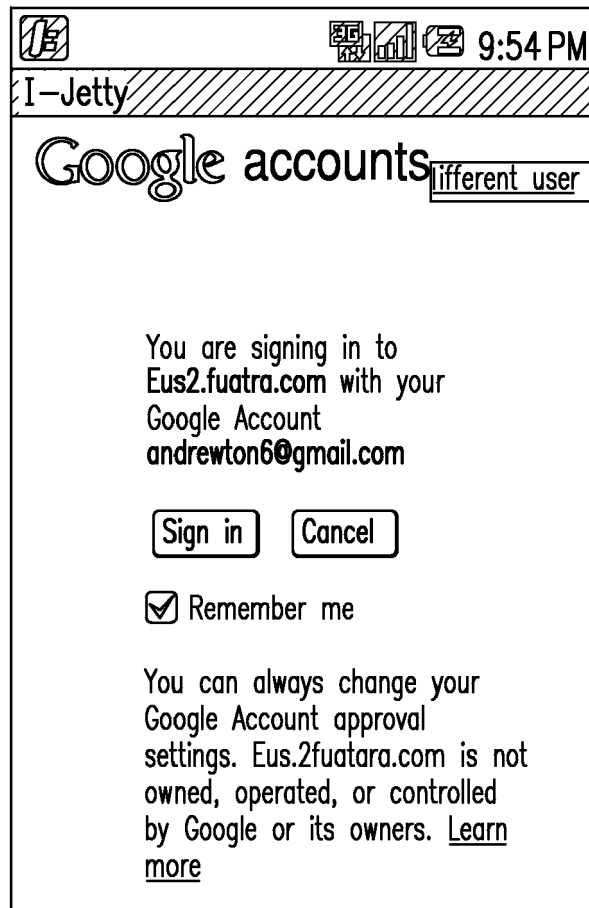 3G 9:54 PM
I-Jetty
Google accounts
ifferent user
You are signing in to
Eus2.fuatra.com with your
Google Account
andrewton6@gmail.com
Sign in Cancel
Remember me
You can always change your
Google Account approval
settings. Eus.2fuatara.com is not
owned, operated, or controlled
by Google or its owners. Learn
more